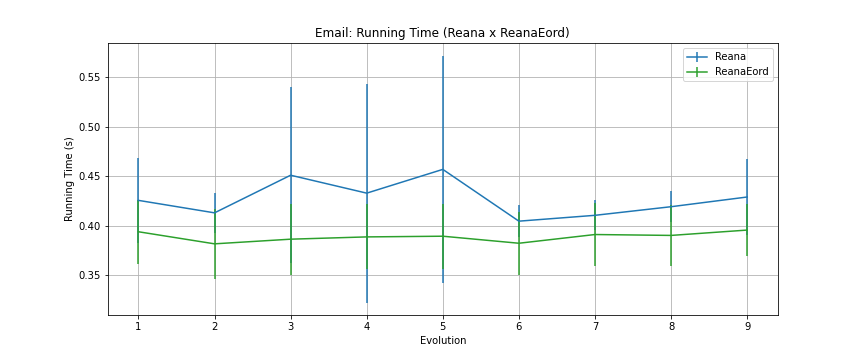 Email: Running Time (Reana x ReanaEord)
Reana
ReanaEord
0.55
0.50
0.45
0.40
0.35
Running Time (s)
1 2 3 4 5 6 7 8 9
Evolution